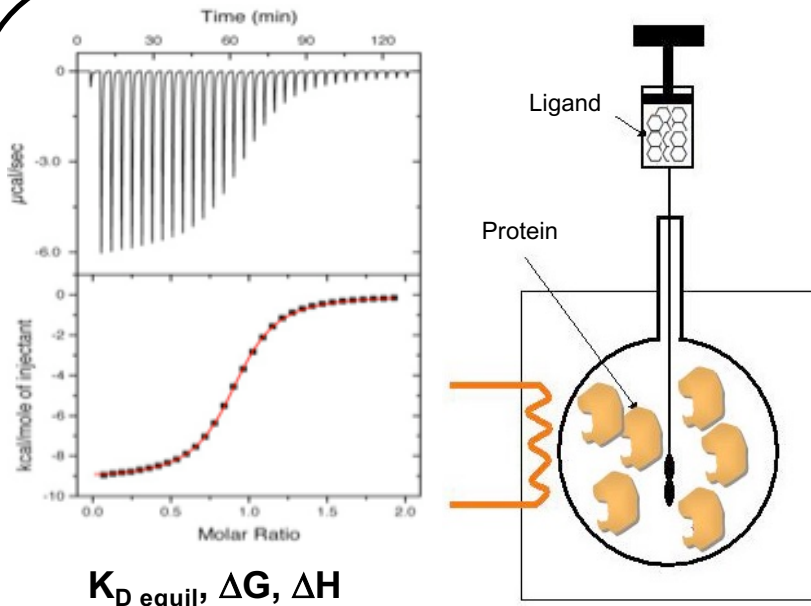 Time (min)
0 30 60 90 120
0
-3.0
-6.0
µcal/sec
0
-2
-4
-6
-8
-10
kcal/mole of injectant
0.0 0.5 1.0 1.5 2.0
Molar Ratio
K_D equil, ΔG, ΔH
Ligand
Protein